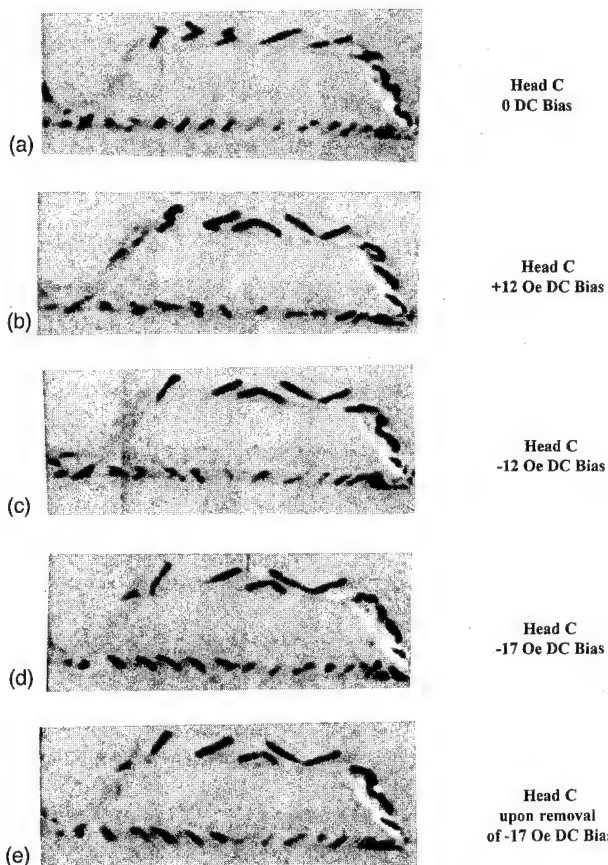 (a)
Head C
0 DC Bias
(b)
Head C
+12 Oe DC Bias
(c)
Head C
-12 Oe DC Bias
(d)
Head C
-17 Oe DC Bias
(e)
Head C
upon removal
of -17 Oe DC Bias